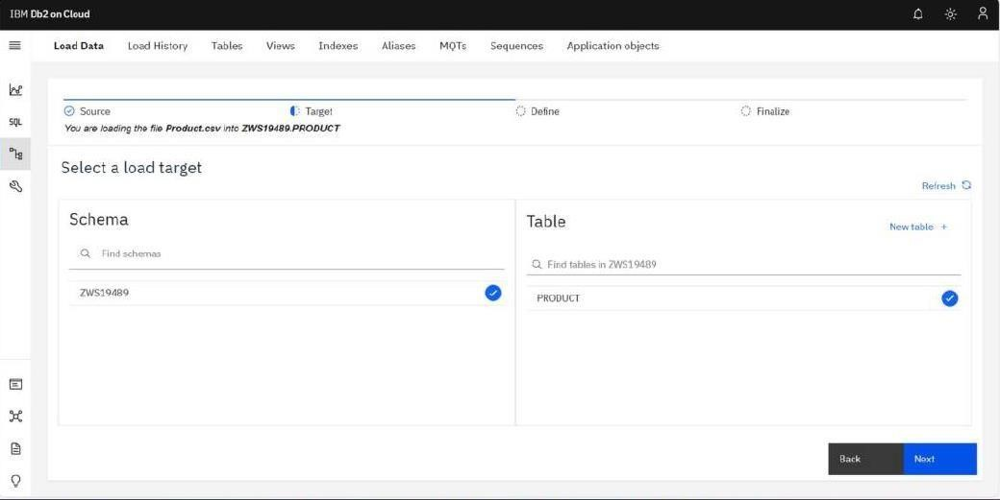 IBM Db2 on Cloud
Load Data Load History Tables Views Indexes Aliases MQTs Sequences Application objects
Source Target Define Finalize
You are loading the file Product.csv into ZWS19489.PRODUCT
SQL
Select a load target
Refresh
Schema
Find schemas
ZWS19489
Table
New table +
Find tables in ZWS19489
PRODUCT
Back Next